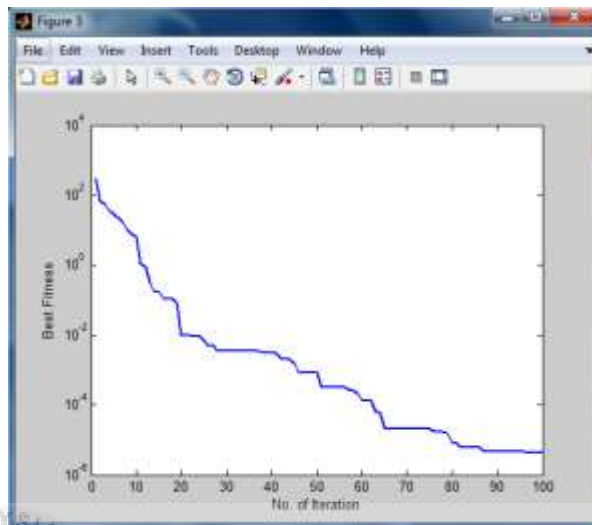 Figure 3
File Edit View Insert Tools Desktop Window Help
10^4
10^2
10^0
10^-2
10^-4
10^-6
Best Fitness
0 10 20 30 40 50 60 70 80 90 100
No. of Iteration